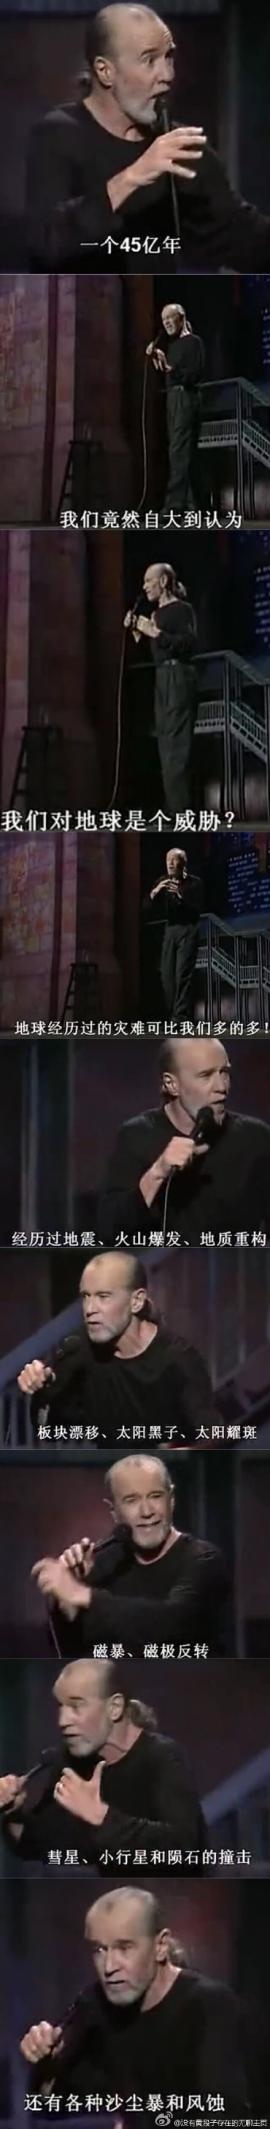 一个45亿年
我们竟然自大到认为
我们对地球是个威胁？
地球经历过的灾难可比我们多的多!
经历过地震、火山爆发、地质重构
板块漂移、太阳黑子、太阳耀斑
磁暴、磁极反转
彗星、小行星和陨石的撞击
还有各种沙尘暴和风蚀